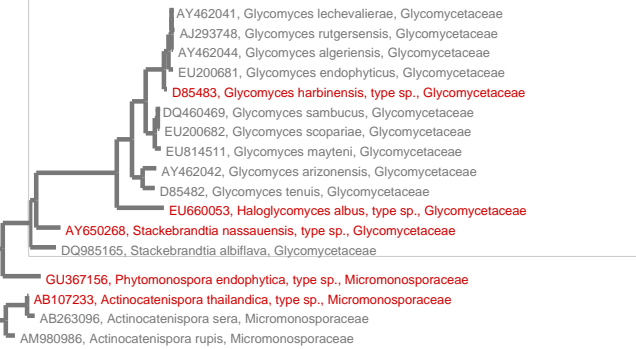 AY462041, Glycomyces lechevalierae, Glycomycetaceae
AJ293748, Glycomyces rutgersensis, Glycomycetaceae
AY462044, Glycomyces algeriensis, Glycomycetaceae
EU200681, Glycomyces endophyticus, Glycomycetaceae
D85483, Glycomyces harbinensis, type sp., Glycomycetaceae
DQ460469, Glycomyces sambucus, Glycomycetaceae
EU200682, Glycomyces scopariae, Glycomycetaceae
EU814511, Glycomyces mayteni, Glycomycetaceae
AY462042, Glycomyces arizonensis, Glycomycetaceae
D85482, Glycomyces tenuis, Glycomycetaceae
EU660053, Haloglycomyces albus, type sp., Glycomycetaceae
AY650268, Stackebrandtia nassauensis, type sp., Glycomycetaceae
DQ985165, Stackebrandtia albiflava, Glycomycetaceae
GU367156, Phytomonospora endophytica, type sp., Micromonosporaceae
AB107233, Actinocatenispora thailandica, type sp., Micromonosporaceae
AB263096, Actinocatenispora sera, Micromonosporaceae
AM980986, Actinocatenispora rupis, Micromonosporaceae